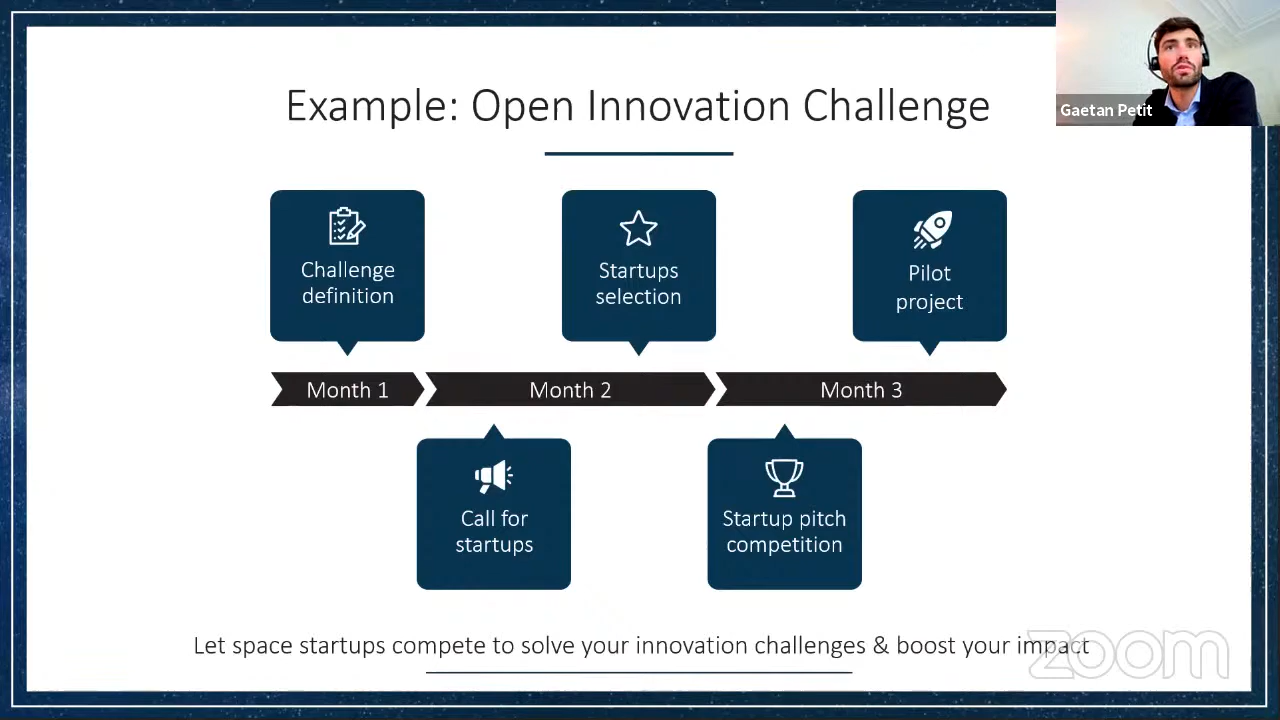 Example: Open Innovation Challenge
Gaetan Petit
Challenge
definition
Startups
selection
Pilot
project
Month 1
Month 2
Month 3
Call for
startups
Startup pitch
competition
Let space startups compete to solve your innovation challenges & boost your impact
zoom